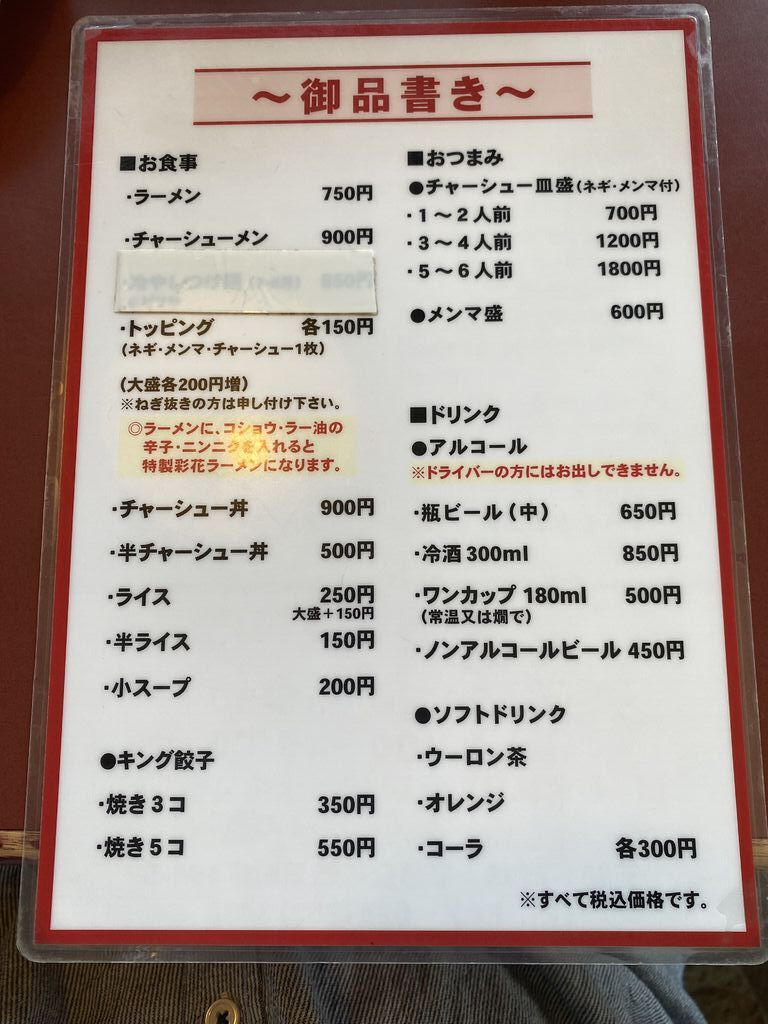 ～御品書き～
■お食事
・ラーメン 750円
・チャーシューメン 900円
・トッピング 各150円
(ネギ・メンマ・チャーシュー1枚)
(大盛各200円増)
※ねぎ抜きの方は申し付け下さい。
◎ラーメンに、コショウ・ラー油の
辛子・ニンニクを入れると
特製彩花ラーメンになります。
・チャーシュー丼 900円
・半チャーシュー丼 500円
・ライス 250円
大盛＋150円
・半ライス 150円
・小スープ 200円
●キング餃子
・焼き3コ 350円
・焼き5コ 550円
■おつまみ
●チャーシュー皿盛(ネギ・メンマ付)
・1～2人前 700円
・3～4人前 1200円
・5～6人前 1800円
●メンマ盛 600円
■ドリンク
●アルコール
※ドライバーの方にはお出しできません。
・瓶ビール(中) 650円
・冷酒300ml 850円
・ワンカップ 180ml 500円
(常温又は燗で)
・ノンアルコールビール 450円
●ソフトドリンク
・ウーロン茶
・オレンジ
・コーラ 各300円
※すべて税込価格です。